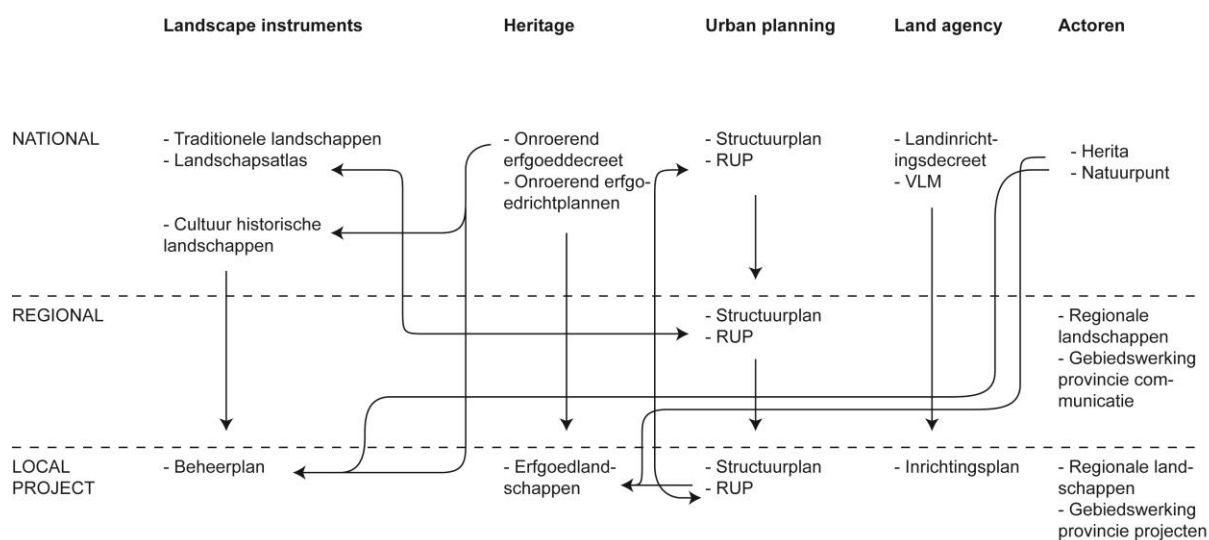 Landscape instruments
Heritage
Urban planning
Land agency
Actoren
NATIONAL
- Traditionele landschappen
- Landschapsatlas
- Cultuur historische
landschappen
- Onroerend
erfgoeddecreet
- Onroerend erfgo-
edrichtplannen
- Structuurplan
- RUP
- Landinricht-
ingsdecreet
- VLM
- Herita
- Natuurpunt
REGIONAL
- Structuurplan
- RUP
- Regionale
landschappen
- Gebiedswerking
provincie com-
municatie
LOCAL
PROJECT
- Beheerplan
- Erfgoedland-
schappen
- Structuurplan
- RUP
- Inrichtingsplan
- Regionale land-
schappen
- Gebiedswerking
provincie projecten